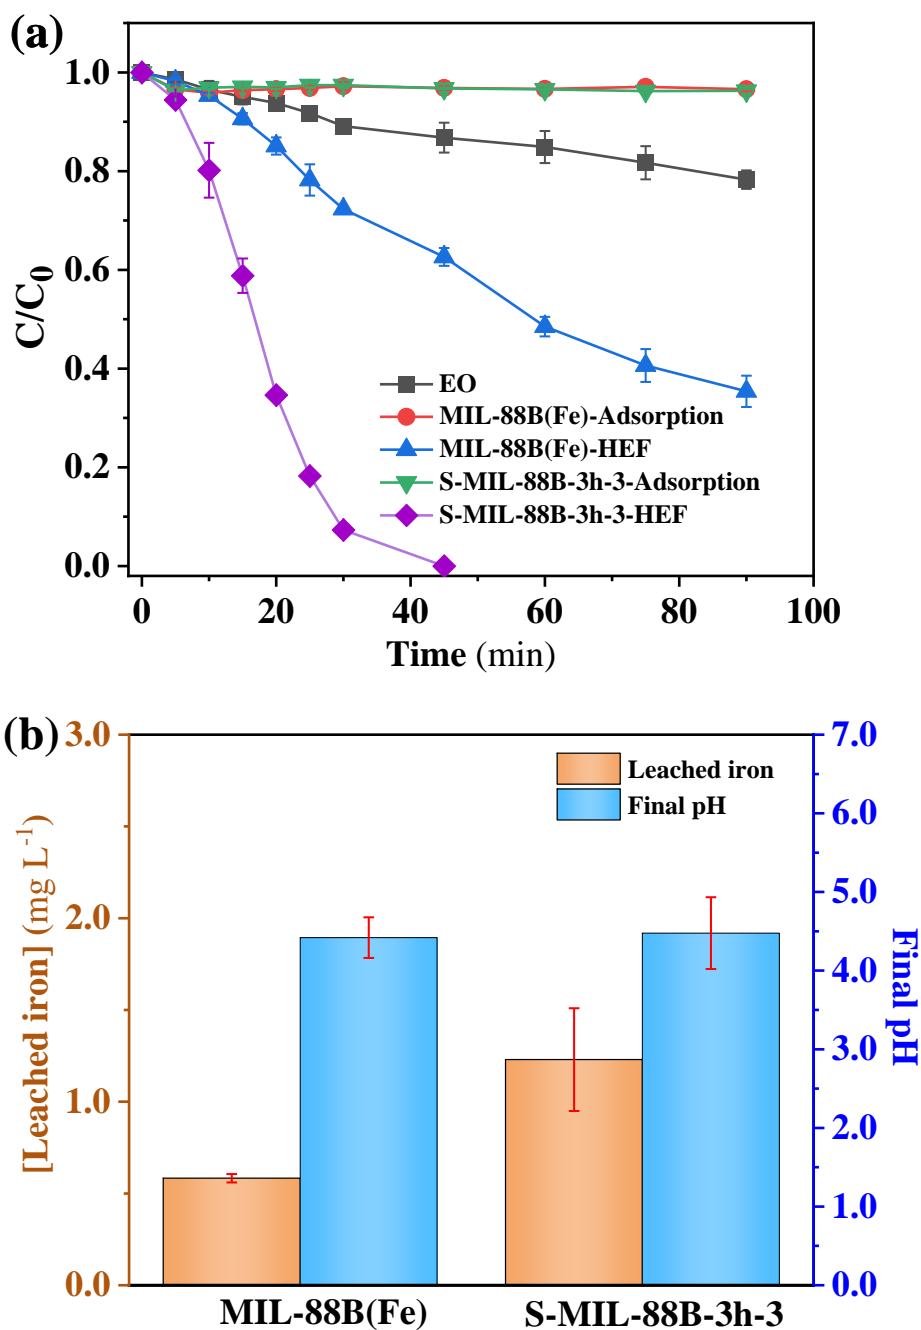 (a)
1.0
0.8
0.6
0.4
0.2
0.0
C/C0
EO
MIL-88B(Fe)-Adsorption
MIL-88B(Fe)-HEF
S-MIL-88B-3h-3-Adsorption
S-MIL-88B-3h-3-HEF
0 20 40 60 80 100
Time (min)
(b)
3.0
2.0
1.0
0.0
[Leached iron] (mg L-1)
Leached iron
Final pH
7.0
6.0
5.0
4.0
3.0
2.0
1.0
0.0
Final pH
MIL-88B(Fe) S-MIL-88B-3h-3